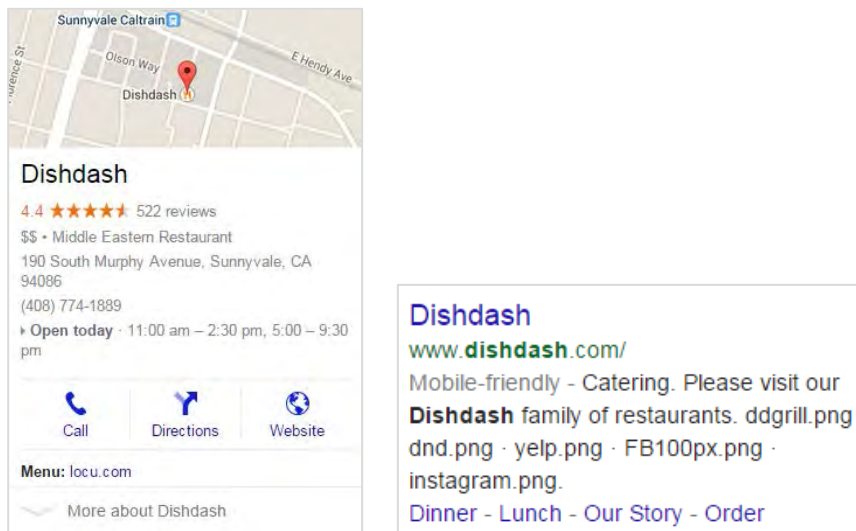 Sunnyvale Caltrain
Olson Way
E Hendy Ave
Dishdash
Dishdash
4.4 522 reviews
$$ • Middle Eastern Restaurant
190 South Murphy Avenue, Sunnyvale, CA
94086
(408) 774-1889
Open today · 11:00 am – 2:30 pm, 5:00 – 9:30
pm
Call Directions Website
Menu: locu.com
More about Dishdash
Dishdash
www.dishdash.com/
Mobile-friendly - Catering. Please visit our
Dishdash family of restaurants. ddgrill.png
dnd.png · yelp.png · FB100px.png ·
instagram.png.
Dinner - Lunch - Our Story - Order